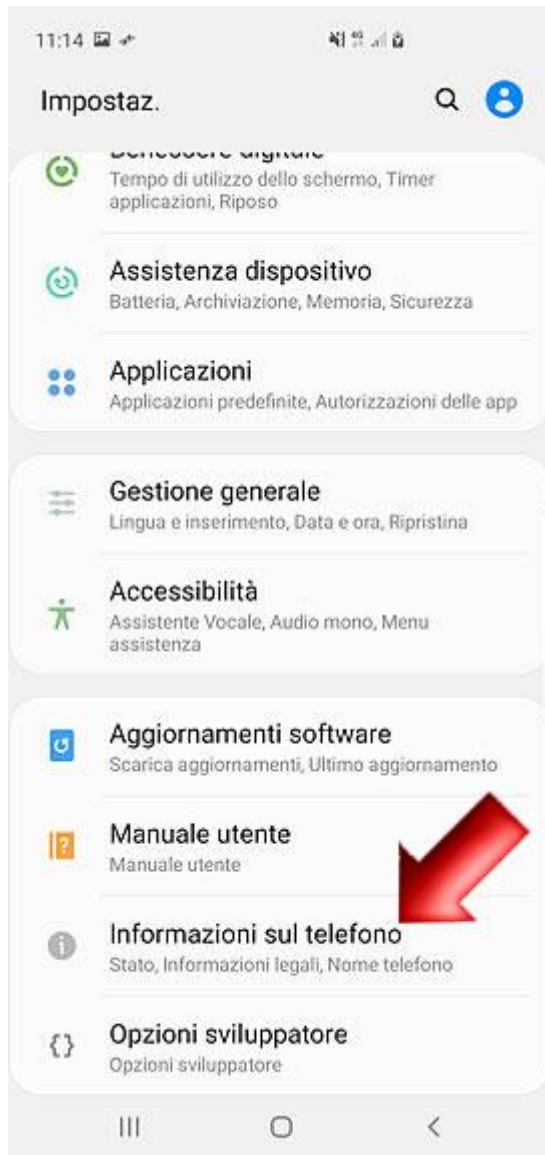 11:14
Impostaz.
Benessere digitale
Tempo di utilizzo dello schermo, Timer
applicazioni, Riposo
Assistenza dispositivo
Batteria, Archiviazione, Memoria, Sicurezza
Applicazioni
Applicazioni predefinite, Autorizzazioni delle app
Gestione generale
Lingua e inserimento, Data e ora, Ripristina
Accessibilità
Assistente Vocale, Audio mono, Menu
assistenza
Aggiornamenti software
Scarica aggiornamenti, Ultimo aggiornamento
Manuale utente
Manuale utente
Informazioni sul telefono
Stato, Informazioni legali, Nome telefono
Opzioni sviluppatore
Opzioni sviluppatore